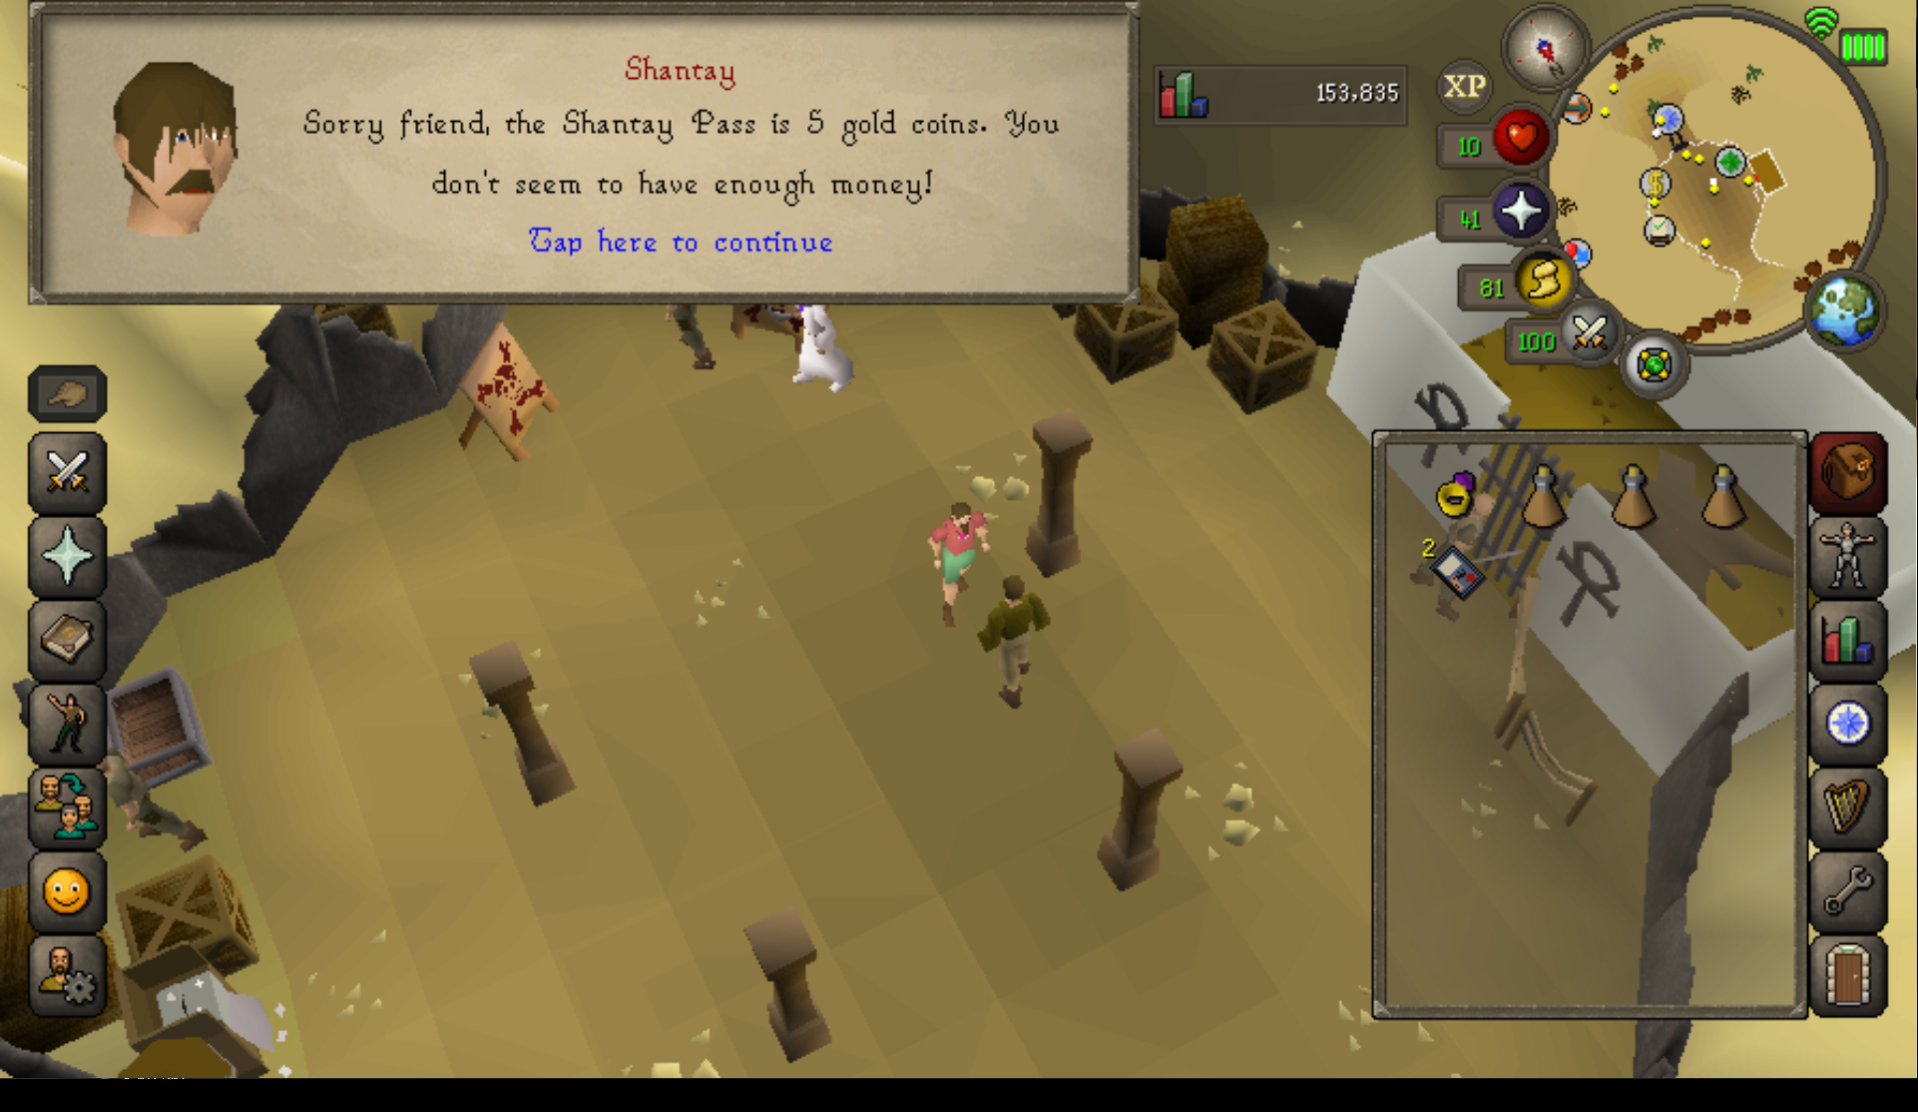 Shantay
Sorry friend, the Shantay Pass is 5 gold coins. You
don't seem to have enough money!
Tap here to continue
153,835
XP
10
41
81
100
2